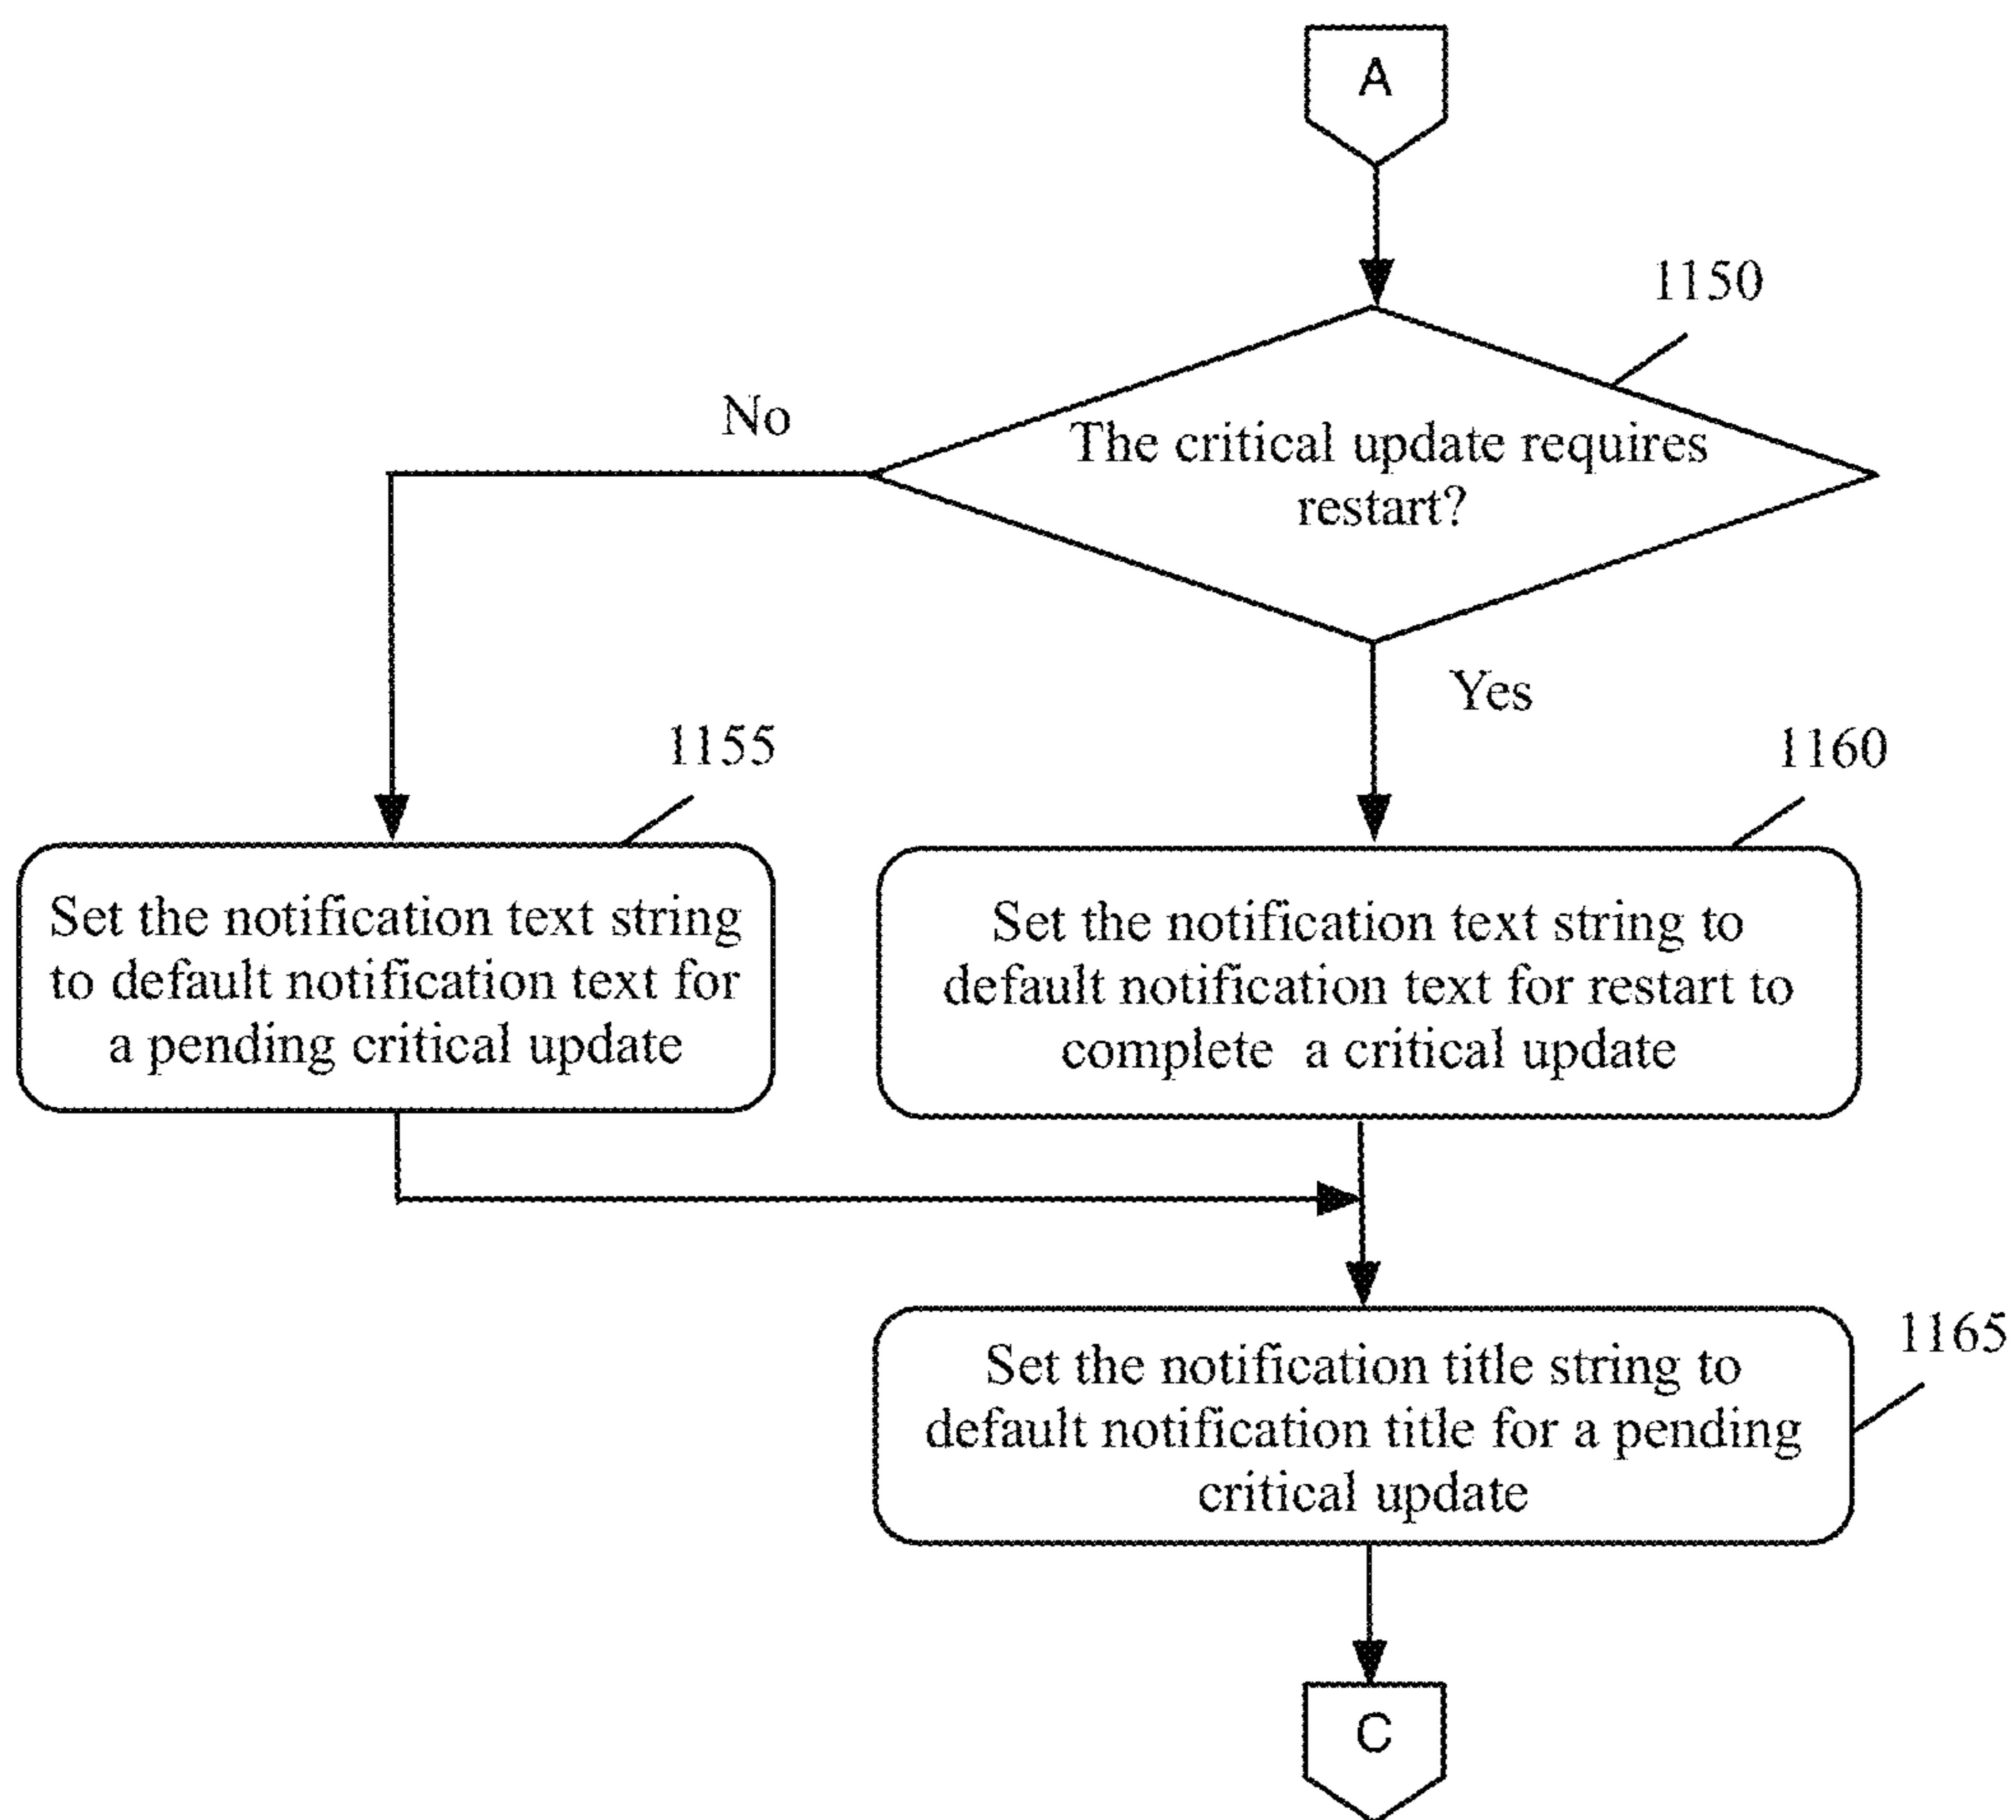 A
1150
No
The critical update requires
restart?
Yes
1155
1160
Set the notification text string
to default notification text for
a pending critical update
Set the notification text string to
default notification text for restart to
complete a critical update
1165
Set the notification title string to
default notification title for a pending
critical update
C